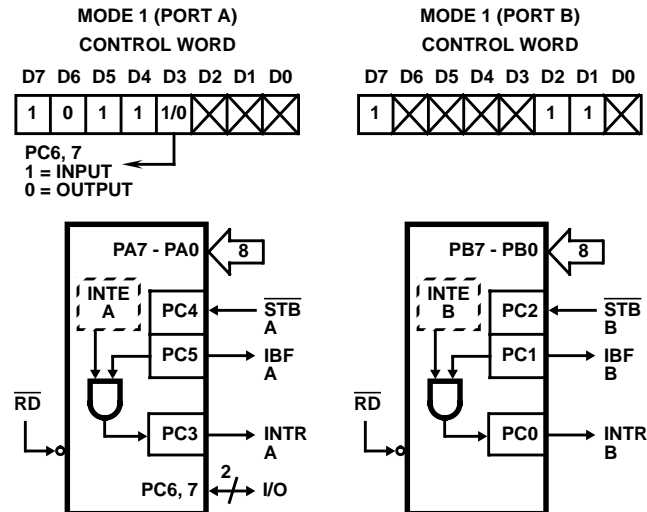 MODE 1 (PORT A)
CONTROL WORD
D7 D6 D5 D4 D3 D2 D1 D0
1 0 1 1 1/0
PC6, 7
1 = INPUT
0 = OUTPUT
PA7 - PA0
8
INTE
A
PC4
STB
A
PC5
IBF
A
RD
PC3
INTR
A
PC6, 7
2
I/O
MODE 1 (PORT B)
CONTROL WORD
D7 D6 D5 D4 D3 D2 D1 D0
1 1 1
PB7 - PB0
8
INTE
B
PC2
STB
B
PC1
IBF
B
RD
PC0
INTR
B